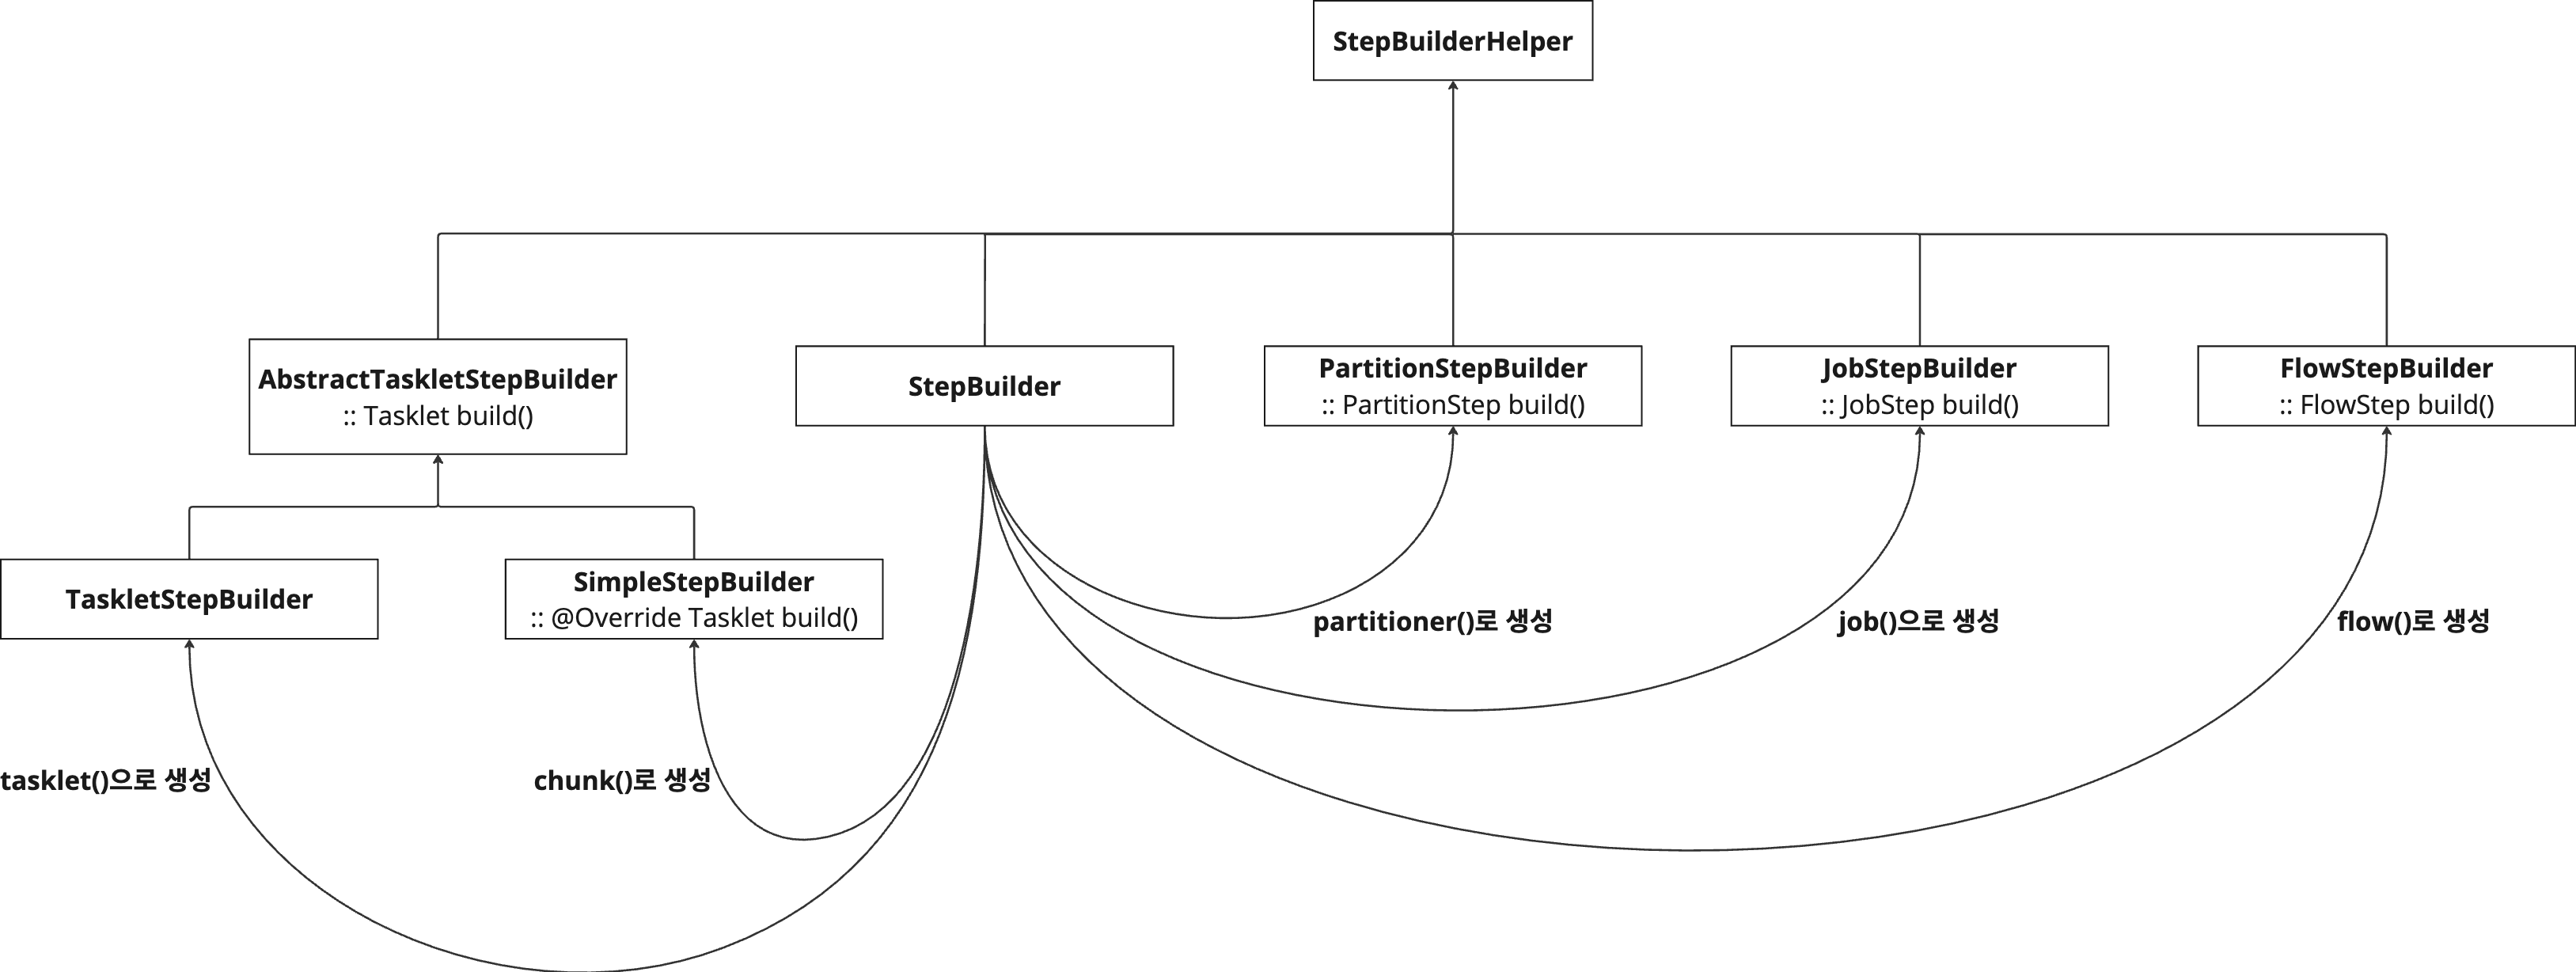 StepBuilderHelper
AbstractTaskletStepBuilder
:: Tasklet build()
StepBuilder
PartitionStepBuilder
:: PartitionStep build()
JobStepBuilder
:: JobStep build()
FlowStepBuilder
:: FlowStep build()
TaskletStepBuilder
SimpleStepBuilder
:: @Override Tasklet build()
partitioner()로 생성
job()으로 생성
flow()로 생성
tasklet()으로 생성
chunk()로 생성